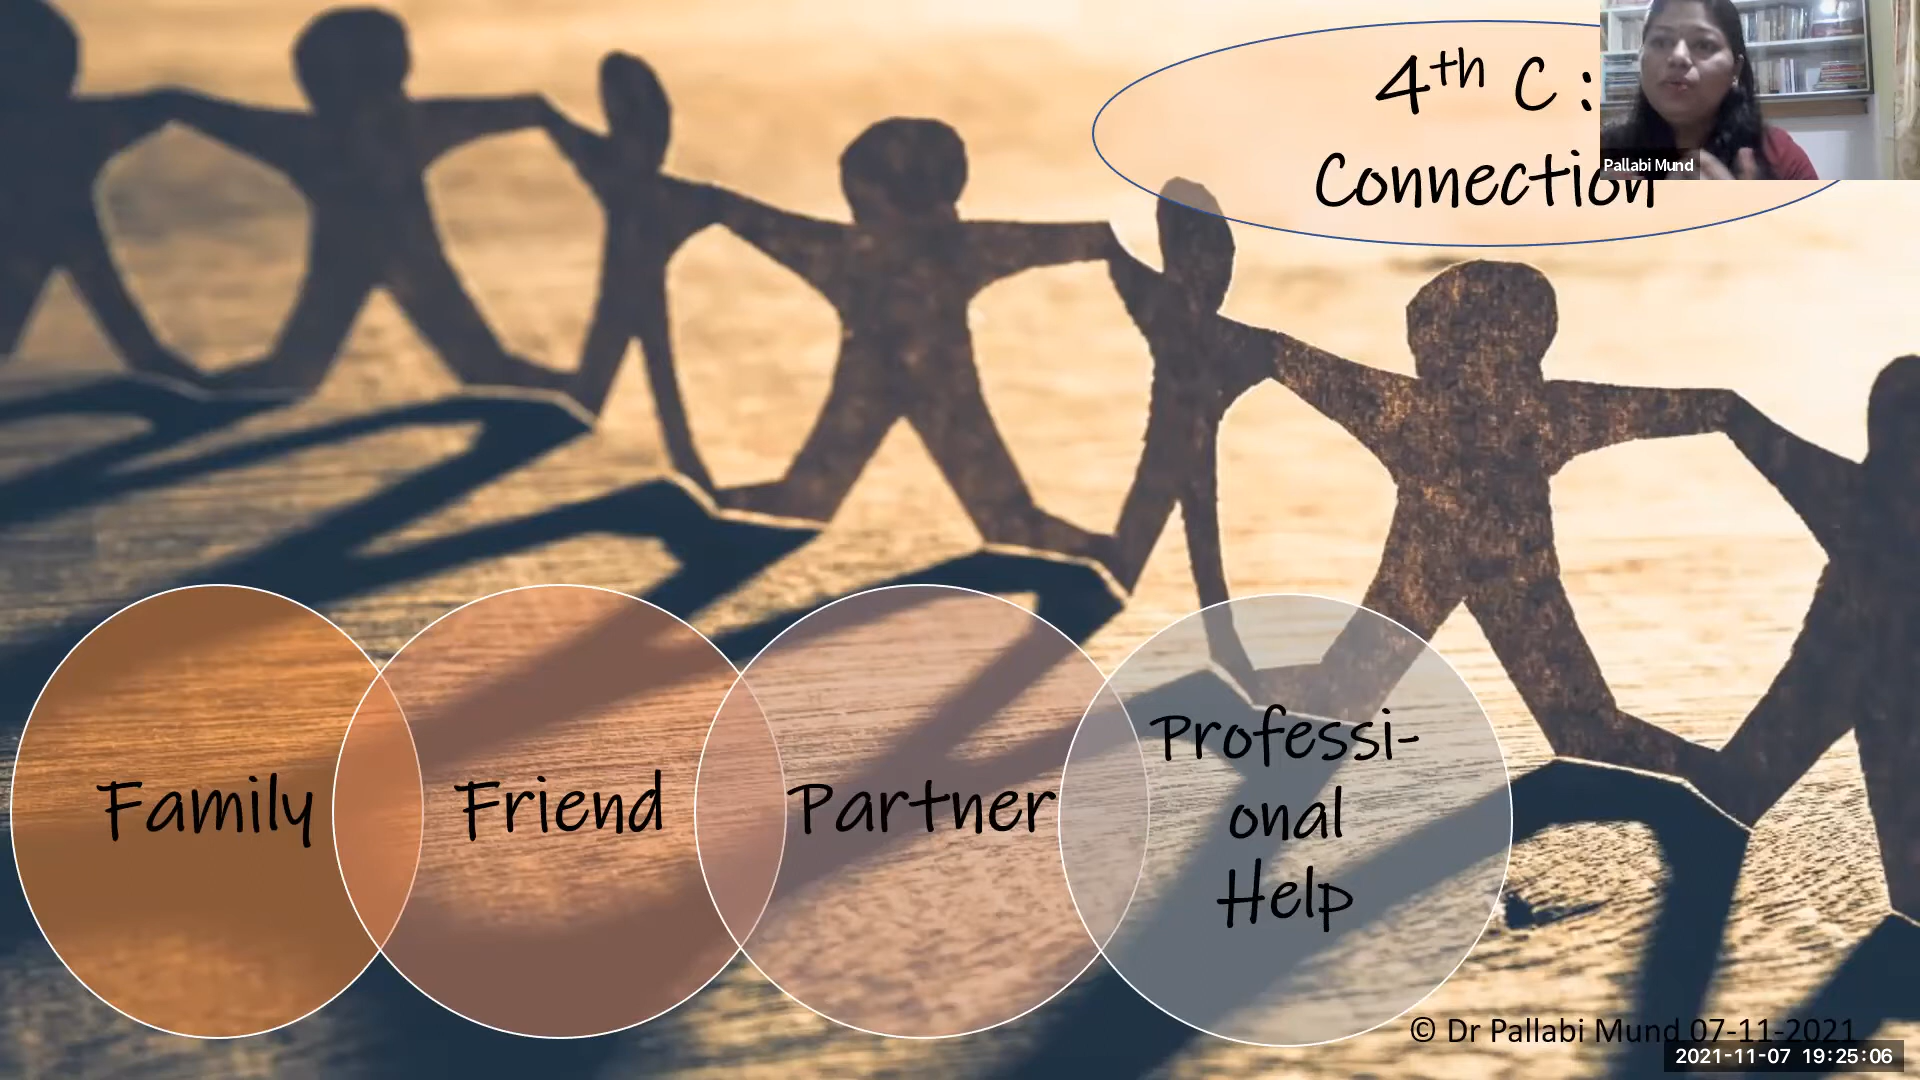 4th C :
Connection
Pallabi Mund
Family
Friend
Partner
Professi-
onal
Help
© Dr Pallabi Mund 07-11-2021
2021-11-07 19:25:06